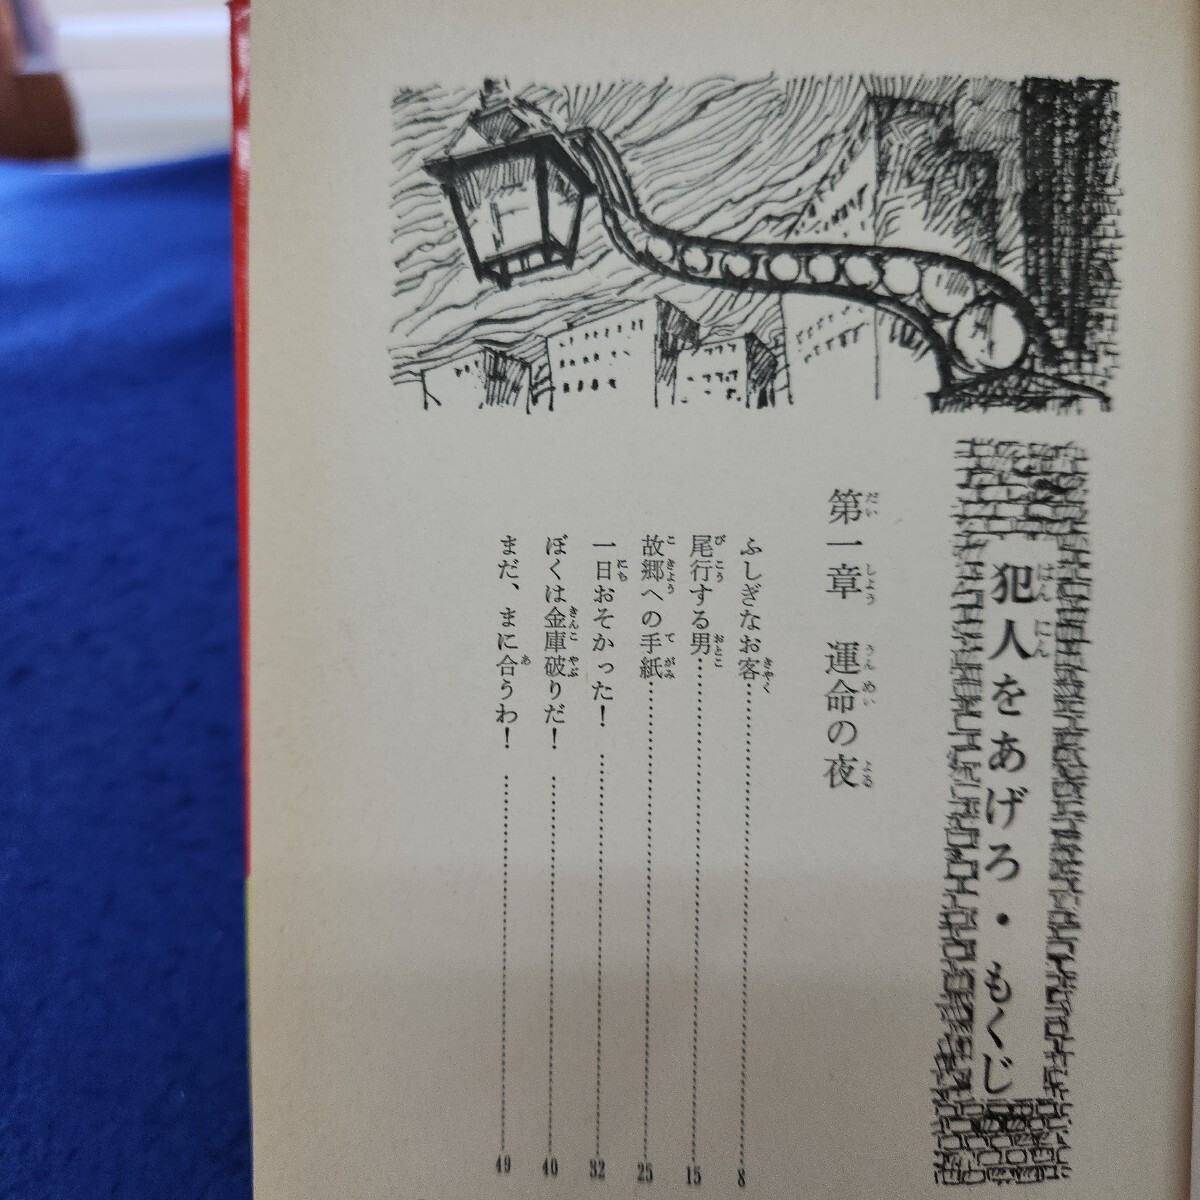 犯人をあげろ・もくじ
第一章 運命の夜
ふしぎなお客……………………8
尾行する男……………………15
故郷への手紙……………………25
一日おそかった！……………………32
ぼくは金庫破りだ！……………………40
まだ、まに合うわ！……………………49